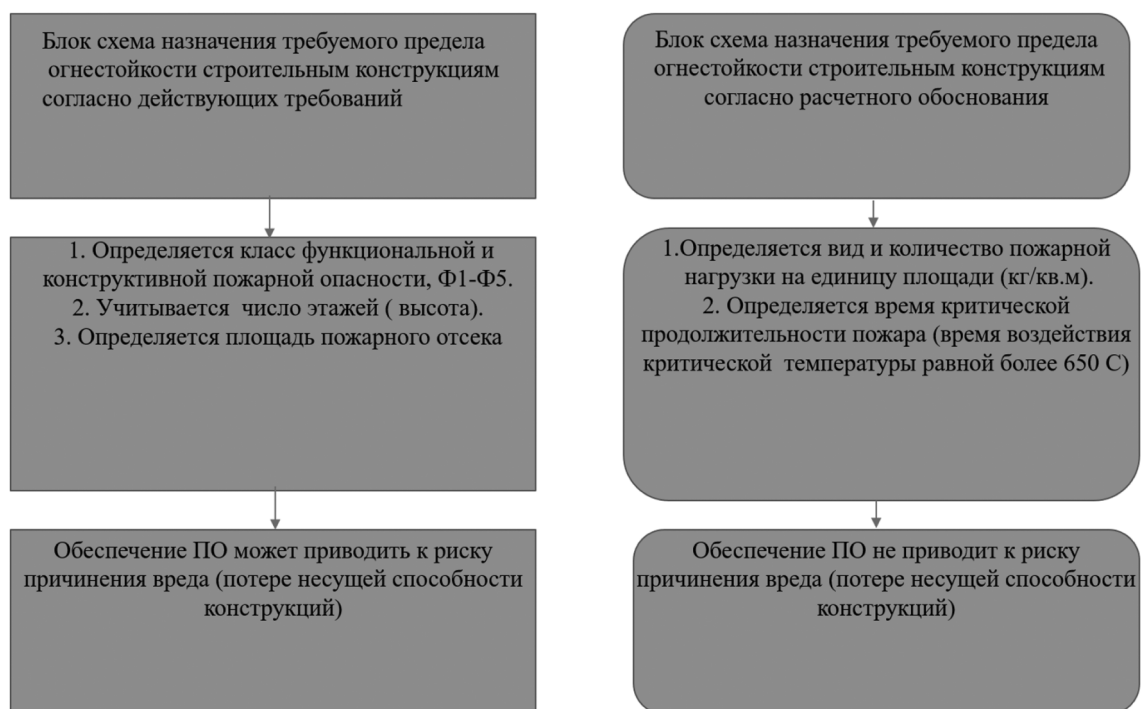 Блок схема назначения требуемого предела
огнестойкости строительным конструкциям
согласно действующих требований
1. Определяется класс функциональной и
конструктивной пожарной опасности, Ф1-Ф5.
2. Учитывается число этажей ( высота).
3. Определяется площадь пожарного отсека
Обеспечение ПО может приводить к риску
причинения вреда (потере несущей способности
конструкций)
Блок схема назначения требуемого предела
огнестойкости строительным конструкциям
согласно расчетного обоснования
1.Определяется вид и количество пожарной
нагрузки на единицу площади (кг/кв.м).
2. Определяется время критической
продолжительности пожара (время воздействия
критической температуры равной более 650 С)
Обеспечение ПО не приводит к риску
причинения вреда (потере несущей способности
конструкций)